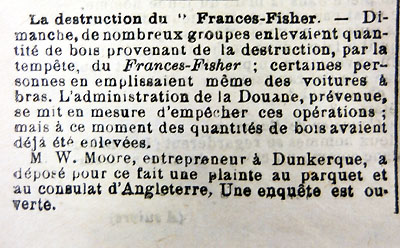 La destruction du " Frances-Fisher. — Di-
manche, de nombreux groupes enlevaient quan-
tité de bois provenant de la destruction, par la
tempête, du Frances-Fisher ; certaines per-
sonnes en emplissaient même des voitures à
bras. L'administration de la Douane, prévenue,
se mit en mesure d'empêcher ces opérations ;
mais à ce moment des quantités de bois avaient
déjà été enlevées.
M. W. Moore, entrepreneur à Dunkerque, a
déposé pour ce fait une plainte au parquet et
au consulat d'Angleterre, Une enquête est ou-
verte.